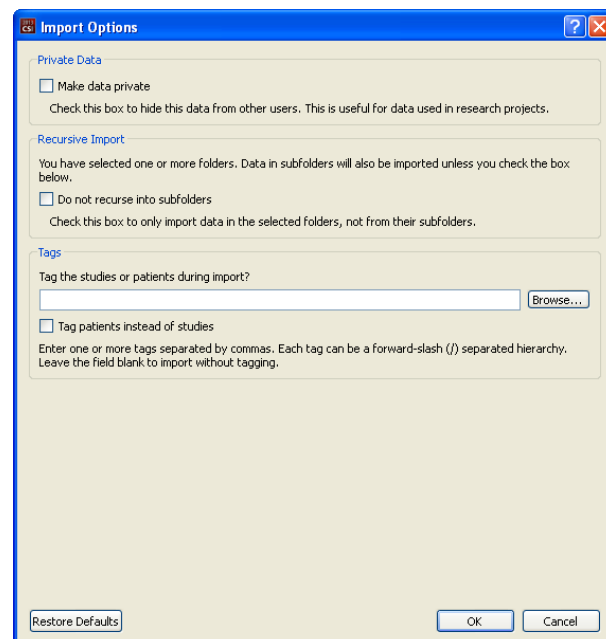 2013
CSI Import Options
Private Data
Make data private
Check this box to hide this data from other users. This is useful for data used in research projects.
Recursive Import
You have selected one or more folders. Data in subfolders will also be imported unless you check the box
below.
Do not recurse into subfolders
Check this box to only import data in the selected folders, not from their subfolders.
Tags
Tag the studies or patients during import?
Browse...
Tag patients instead of studies
Enter one or more tags separated by commas. Each tag can be a forward-slash (/) separated hierarchy.
Leave the field blank to import without tagging.
Restore Defaults OK Cancel